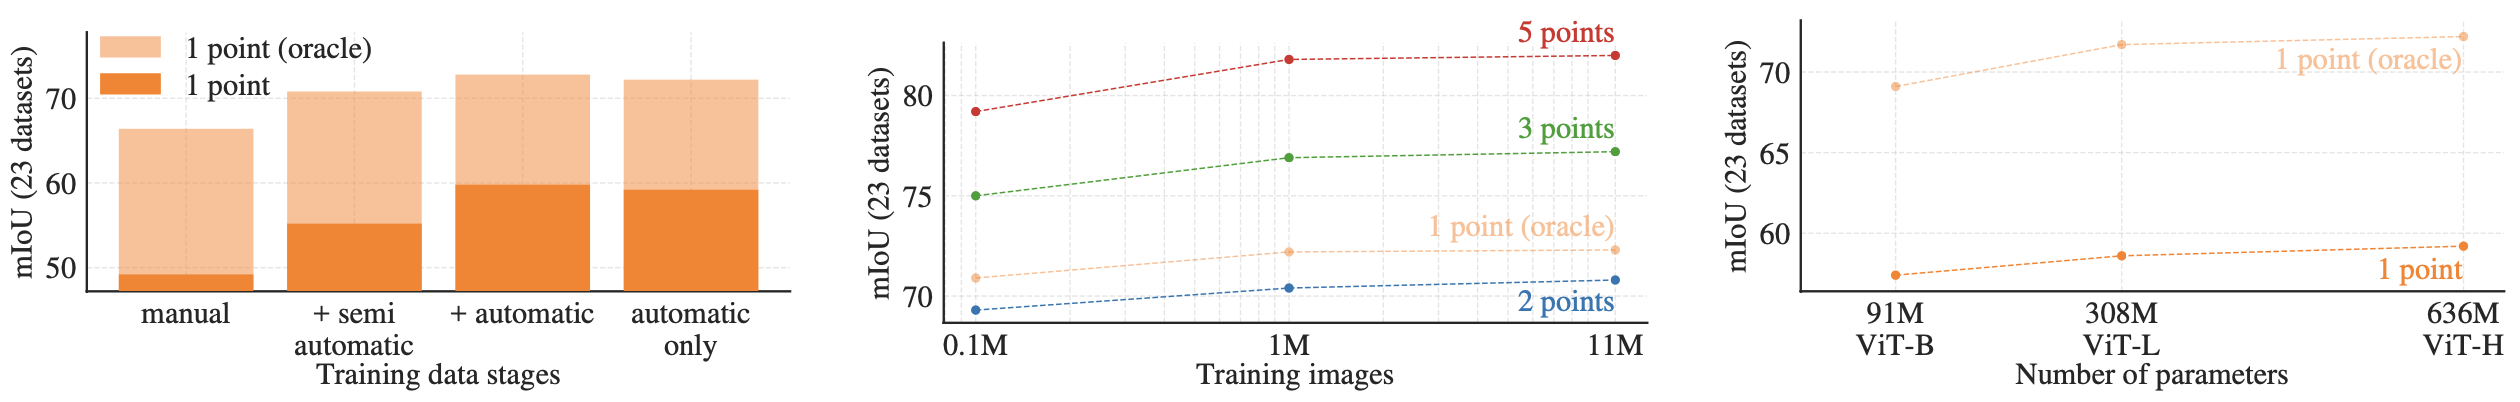 mIoU (23 datasets)
70
60
50
1 point (oracle)
1 point
manual
+ semi
automatic
+ automatic
automatic
only
Training data stages
mIoU (23 datasets)
80
75
70
5 points
3 points
1 point (oracle)
2 points
0.1M
1M
11M
Training images
mIoU (23 datasets)
70
65
60
1 point (oracle)
1 point
91M
ViT-B
308M
ViT-L
636M
ViT-H
Number of parameters